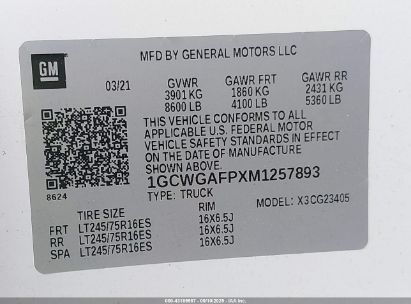 MFD BY GENERAL MOTORS LLC
GM
03/21 GVWR GAWR FRT GAWR RR
3901 KG 1860 KG 2431 KG
8600 LB 4100 LB 5360 LB
THIS VEHICLE CONFORMS TO ALL
APPLICABLE U.S. FEDERAL MOTOR
VEHICLE SAFETY STANDARDS IN EFFECT
ON THE DATE OF MANUFACTURE
SHOWN ABOVE.
1GCWGAFPXM1257893
8624 TYPE: TRUCK MODEL: X3CG23405
TIRE SIZE RIM
FRT LT245/75R16ES 16X6.5J
RR LT245/75R16ES 16X6.5J
SPA LT245/75R16ES 16X6.5J